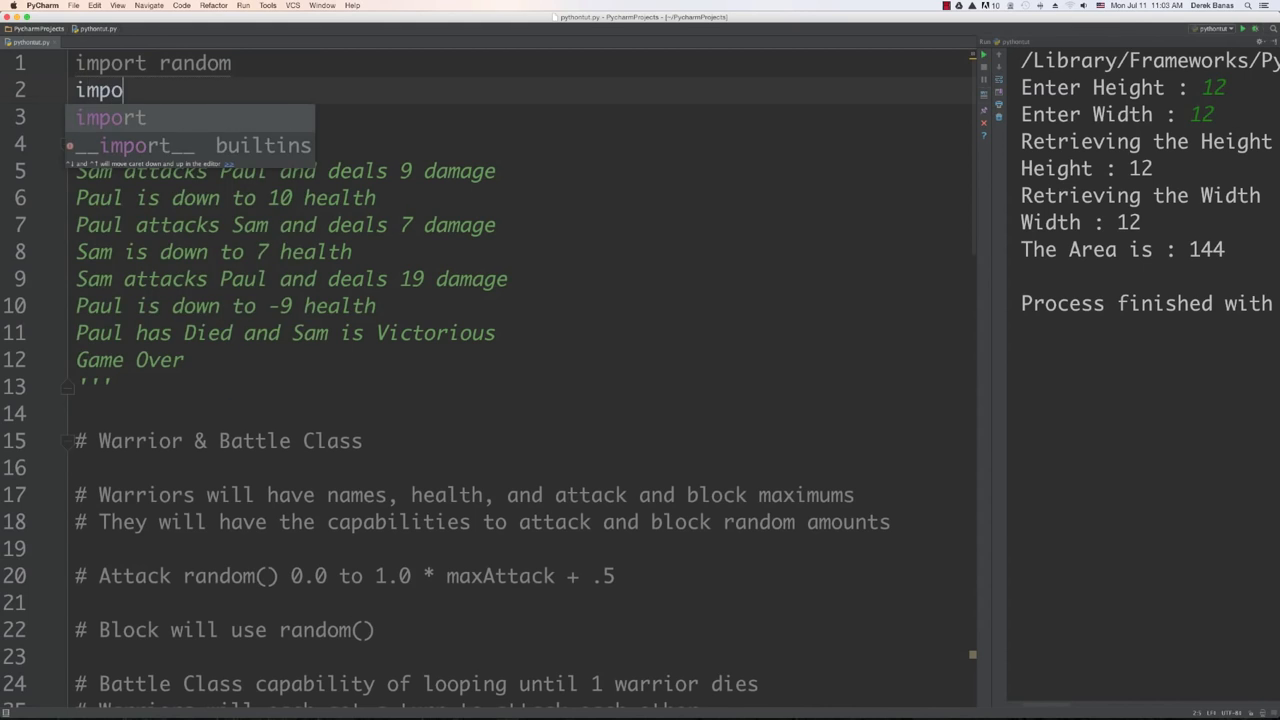 PyCharm File Edit View Navigate Code Refactor Run Tools VCS Window Help 10 Mon Jul 11 11:03 AM Derek Banas
pythontut.py - PycharmProjects - [~/PycharmProjects]
PycharmProjects pythontut.py pythontut
pythontut.py
Run pythontut
1 import random
2 impo
import
__import__ builtins
^↓ and ^↑ will move caret down and up in the editor >>
3
4
5 Sam attacks Paul and deals 9 damage
6 Paul is down to 10 health
7 Paul attacks Sam and deals 7 damage
8 Sam is down to 7 health
9 Sam attacks Paul and deals 19 damage
10 Paul is down to -9 health
11 Paul has Died and Sam is Victorious
12 Game Over
13 '''
14
15 # Warrior & Battle Class
16
17 # Warriors will have names, health, and attack and block maximums
18 # They will have the capabilities to attack and block random amounts
19
20 # Attack random() 0.0 to 1.0 * maxAttack + .5
21
22 # Block will use random()
23
24 # Battle Class capability of looping until 1 warrior dies
/Library/Frameworks/Py
Enter Height : 12
Enter Width : 12
Retrieving the Height
Height : 12
Retrieving the Width
Width : 12
The Area is : 144
Process finished with
2:5 LF≑ UTF-8≑